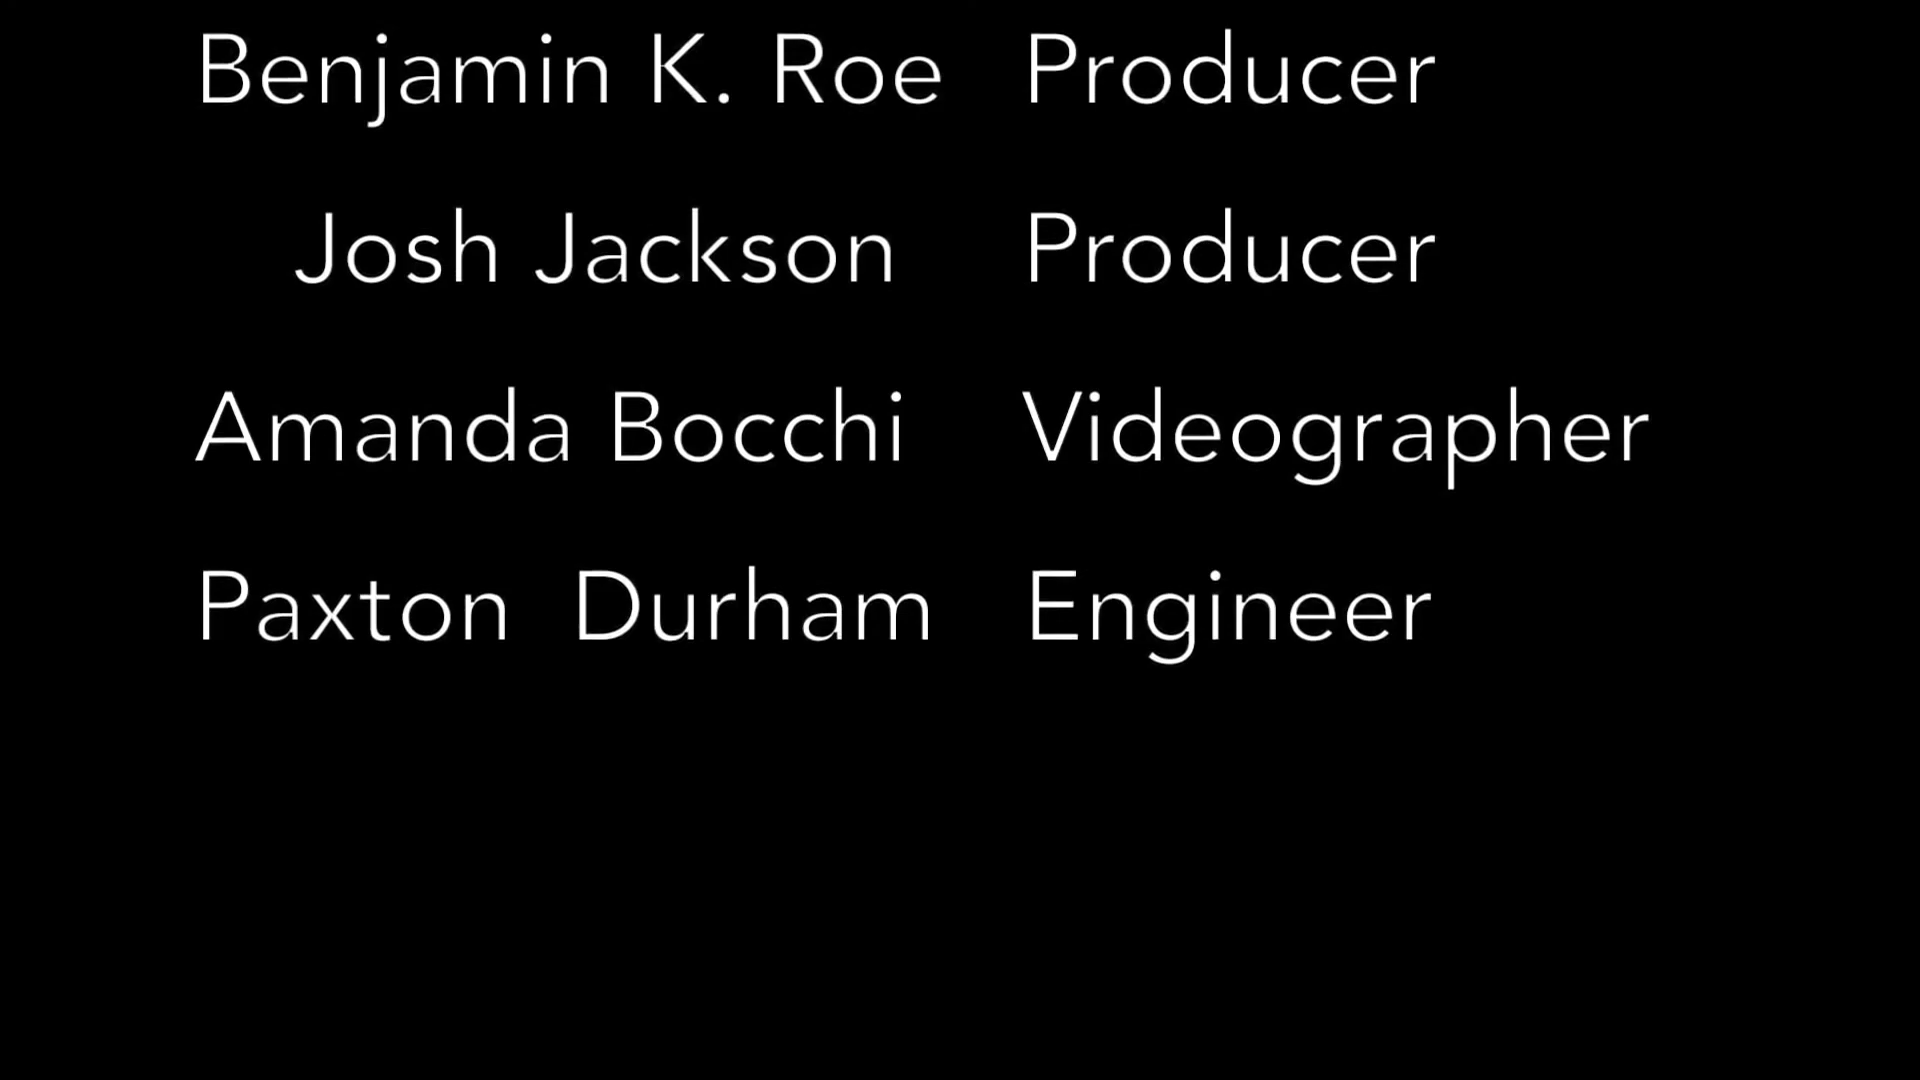 Benjamin K. Roe Producer
Josh Jackson Producer
Amanda Bocchi Videographer
Paxton Durham Engineer